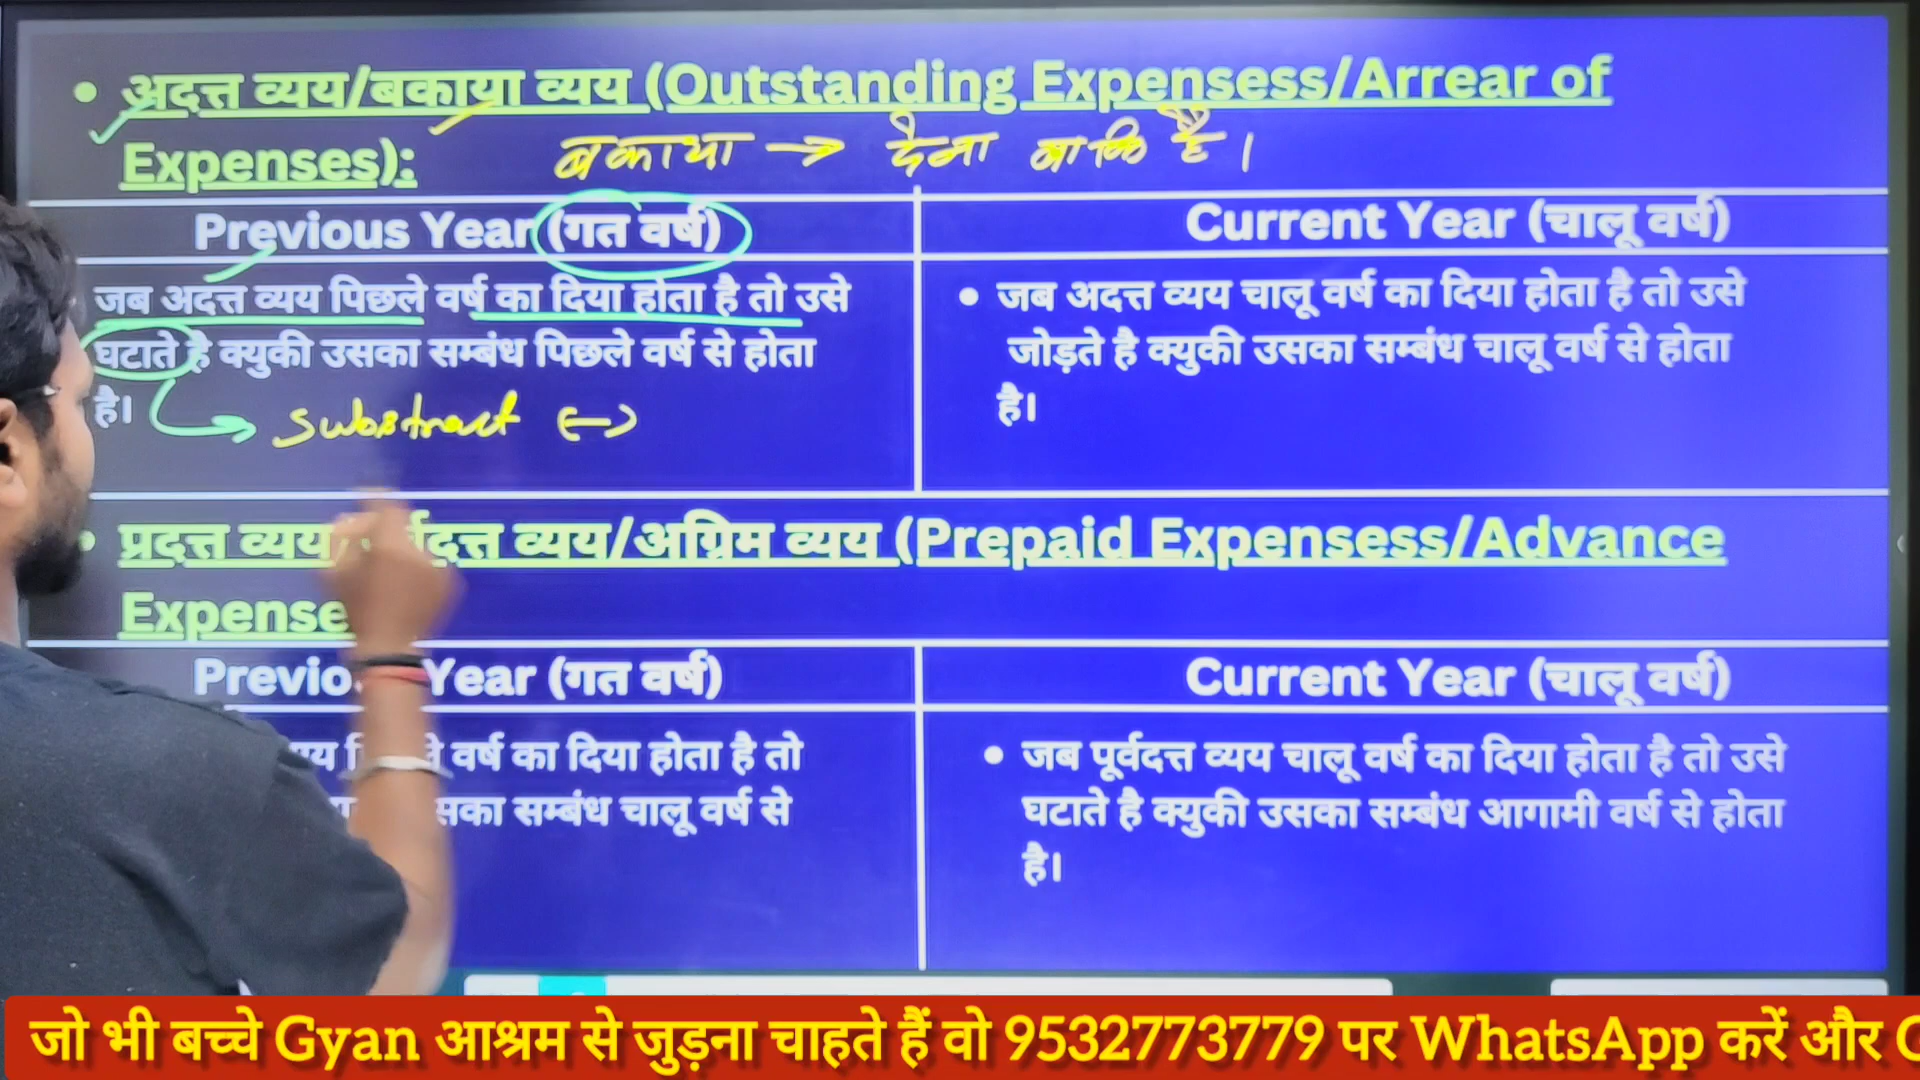 • अदत्त व्यय/बकाया व्यय (Outstanding Expensess/Arrear of
Expenses):
बकाया → देना बाकि है।
Previous Year (गत वर्ष)
Current Year (चालू वर्ष)
जब अदत्त व्यय पिछले वर्ष का दिया होता है तो उसे
घटाते है क्युकी उसका सम्बंध पिछले वर्ष से होता
है।
substract (-)
• जब अदत्त व्यय चालू वर्ष का दिया होता है तो उसे
जोड़ते है क्युकी उसका सम्बंध चालू वर्ष से होता
है।
• प्रदत्त व्यय/ व्यय/अग्रिम व्यय (Prepaid Expensess/Advance
Previous Year (गत वर्ष)
Current Year (चालू वर्ष)
वर्ष का दिया होता है तो
सम्बंध चालू वर्ष से
• जब पूर्वदत्त व्यय चालू वर्ष का दिया होता है तो उसे
घटाते है क्युकी उसका सम्बंध आगामी वर्ष से होता
है।
जो भी बच्चे Gyan आश्रम से जुड़ना चाहते हैं वो 9532773779 पर WhatsApp करें और